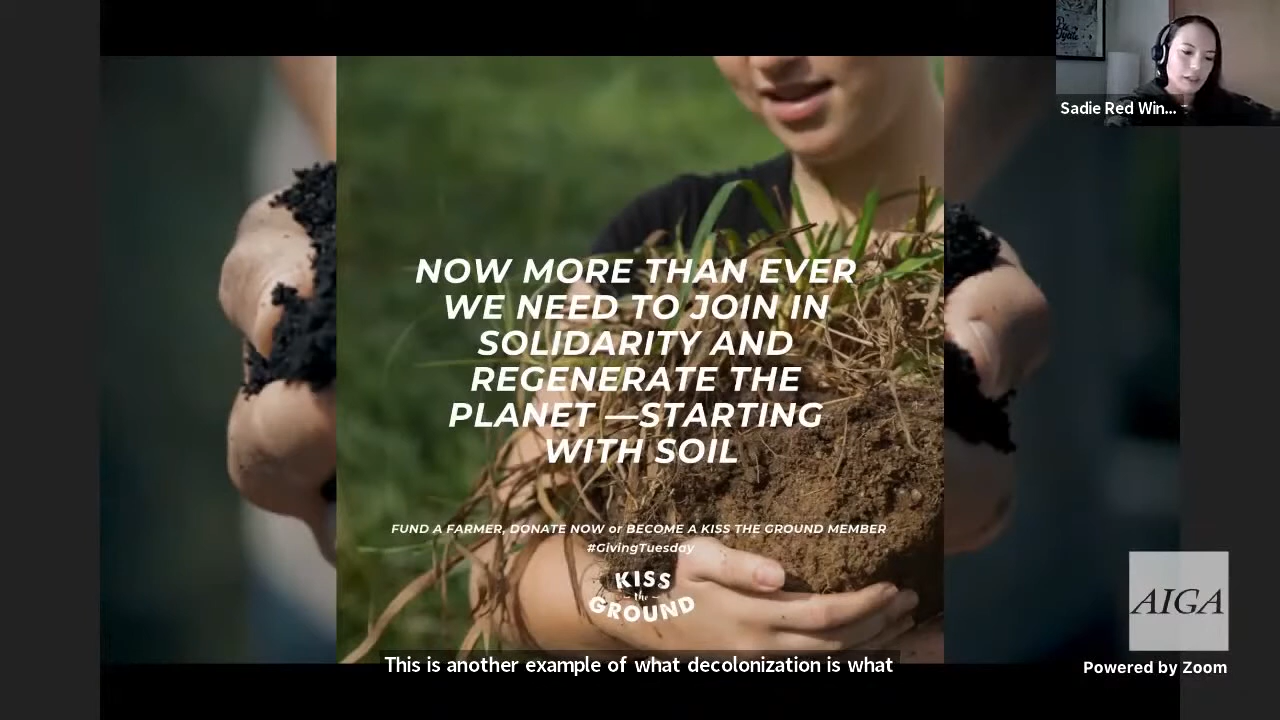 Sadie Red Win...
NOW MORE THAN EVER
WE NEED TO JOIN IN
SOLIDARITY AND
REGENERATE THE
PLANET —STARTING
WITH SOIL
FUND A FARMER, DONATE NOW or BECOME A KISS THE GROUND MEMBER
#GivingTuesday
KISS
the
GROUND
AIGA
Powered by Zoom
This is another example of what decolonization is what